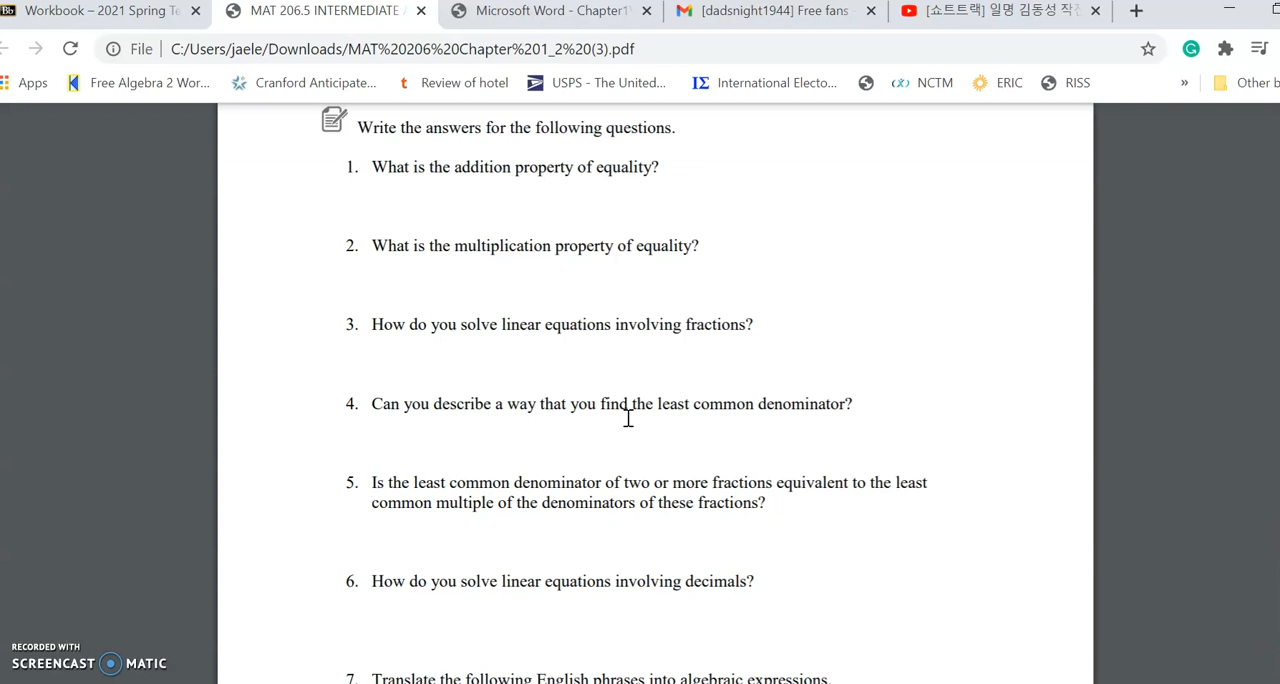 Workbook – 2021 Spring Te
MAT 206.5 INTERMEDIATE
Microsoft Word - Chapter1
[dadsnight1944] Free fans
[쇼트트랙] 일명 김동성 작전
File
C:/Users/jaele/Downloads/MAT%20206%20Chapter%201_2%20(3).pdf
Apps
Free Algebra 2 Wor...
Cranford Anticipate...
Review of hotel
USPS - The United...
International Electo...
NCTM
ERIC
RISS
»
Other b
Write the answers for the following questions.
1. What is the addition property of equality?
2. What is the multiplication property of equality?
3. How do you solve linear equations involving fractions?
4. Can you describe a way that you find the least common denominator?
5. Is the least common denominator of two or more fractions equivalent to the least
common multiple of the denominators of these fractions?
6. How do you solve linear equations involving decimals?
7. Translate the following English phrases into algebraic expressions.
RECORDED WITH
SCREENCAST MATIC